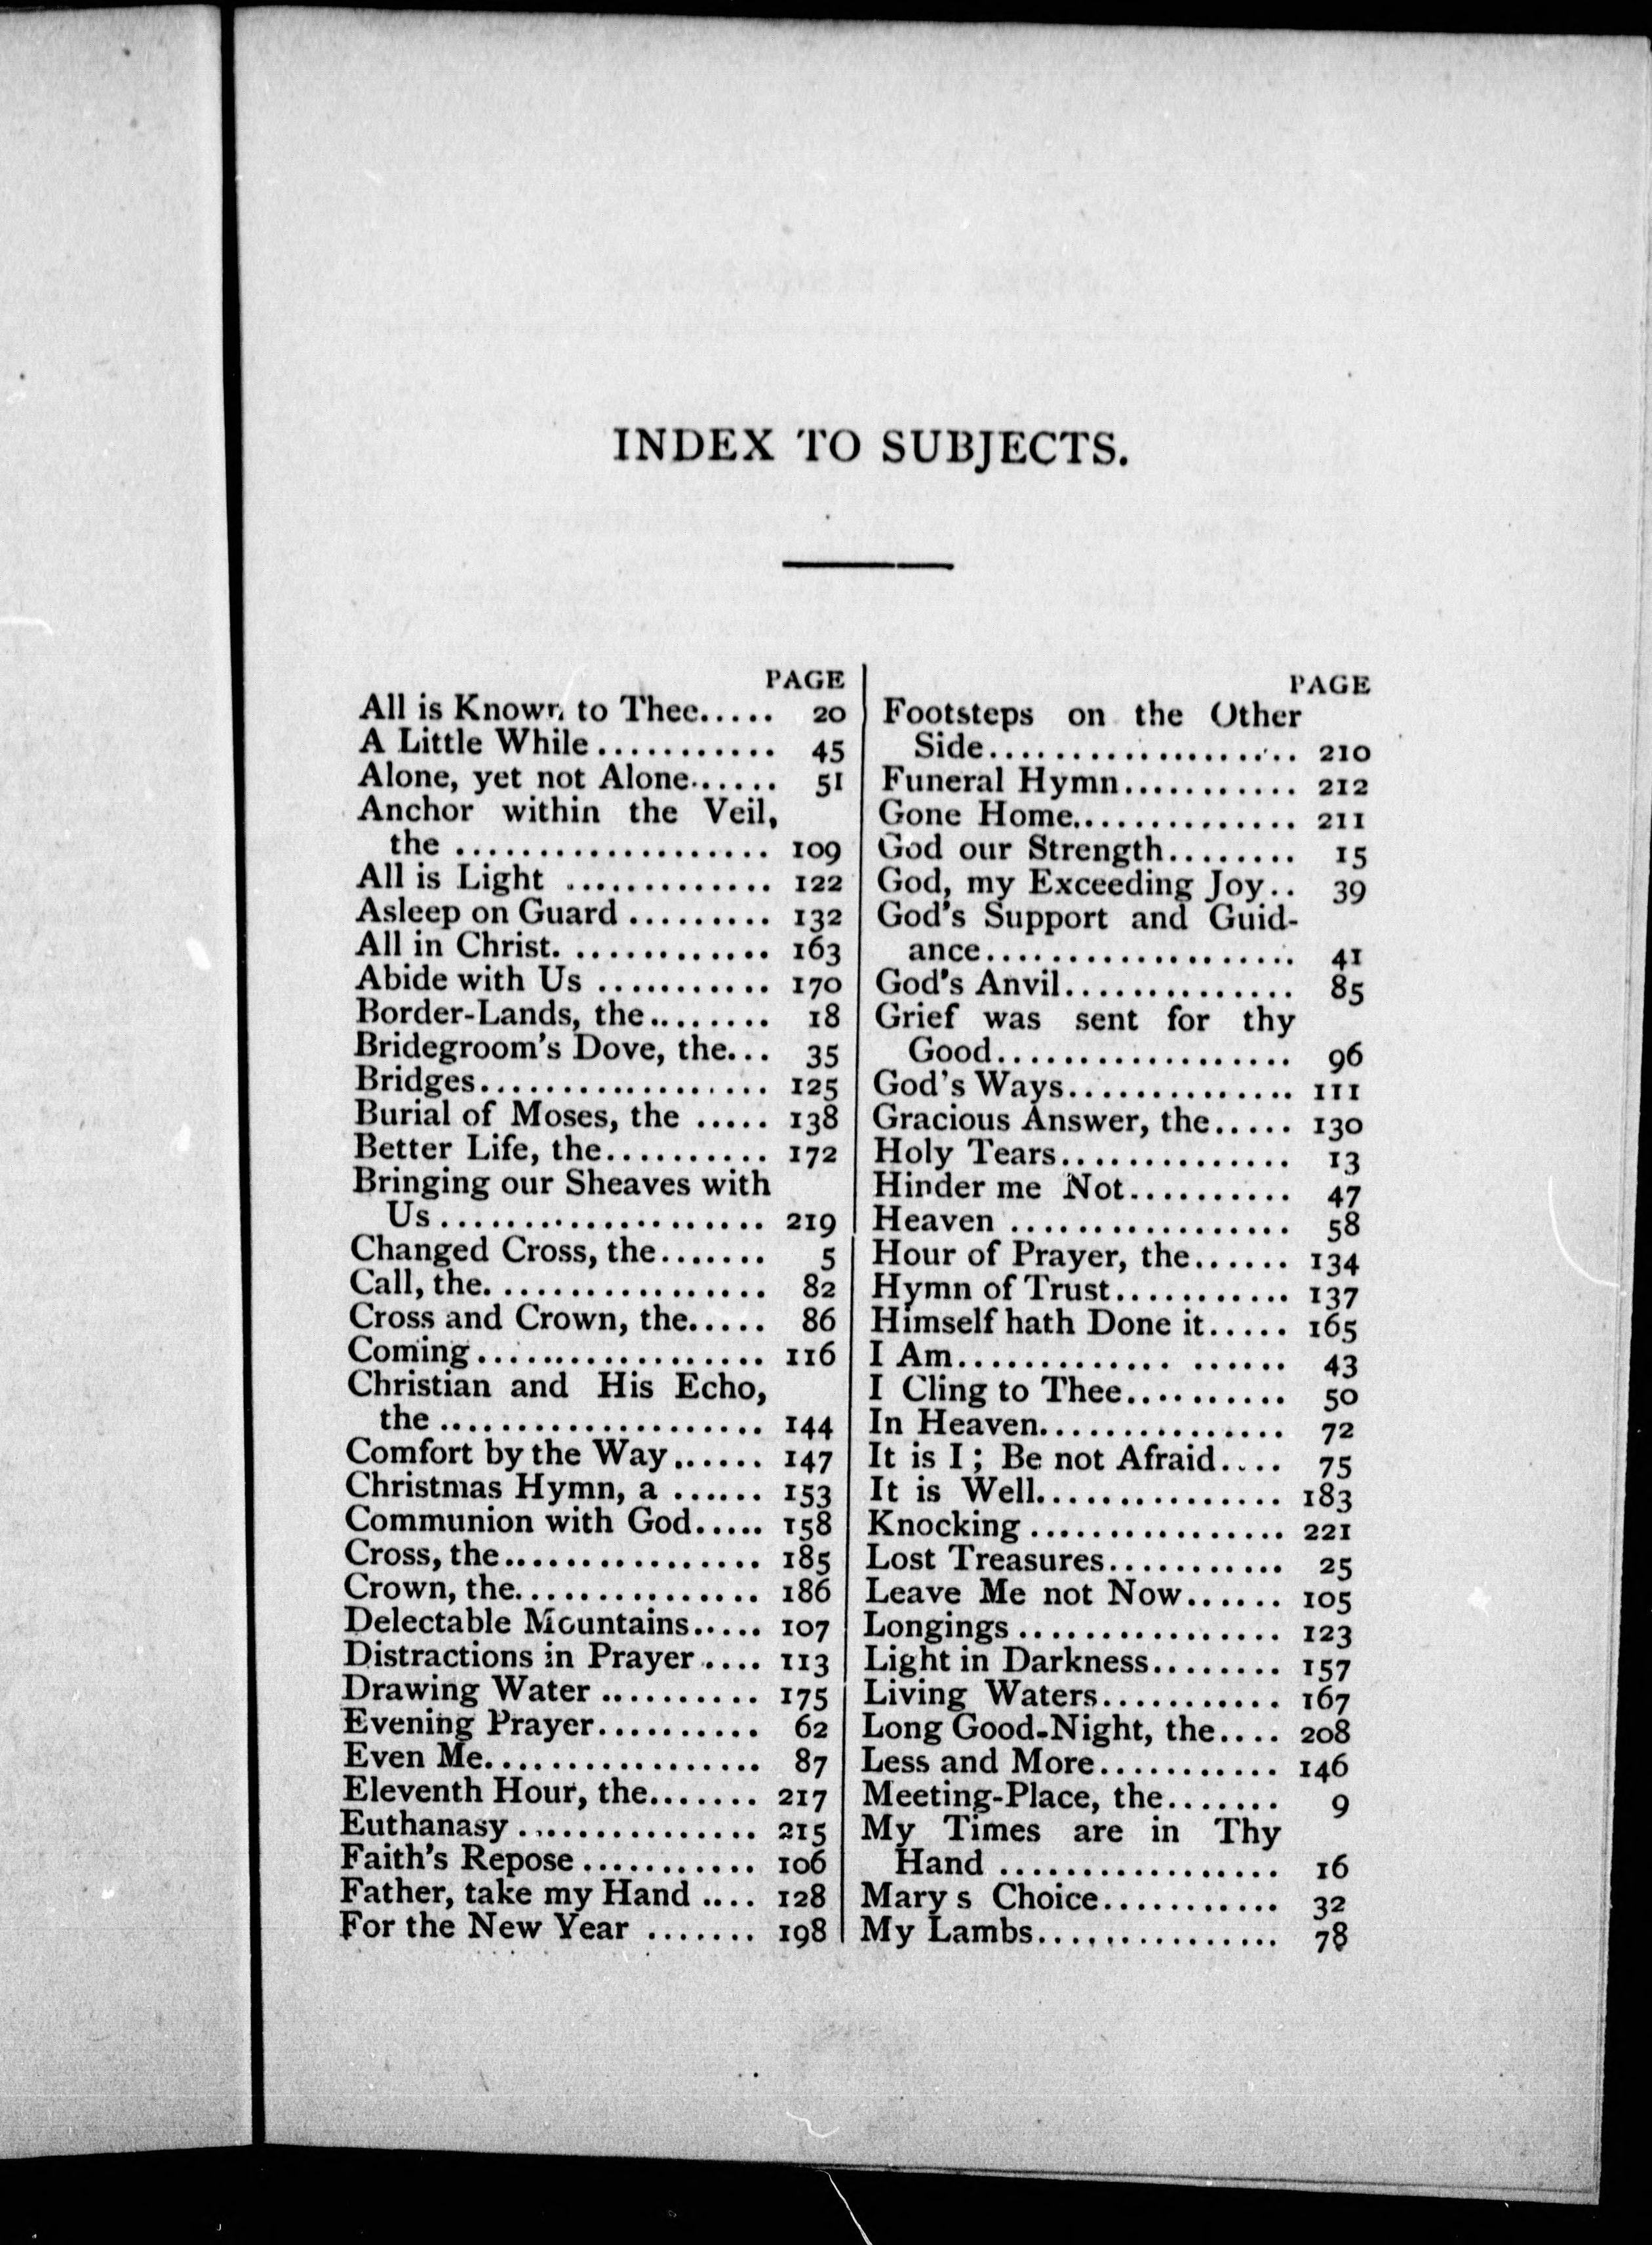 INDEX TO SUBJECTS.
PAGE
All is Known to Thee..... 20
A Little While........... 45
Alone, yet not Alone...... 51
Anchor within the Veil,
the ................... 109
All is Light ............. 122
Asleep on Guard ......... 132
All in Christ. ............ 163
Abide with Us ........... 170
Border-Lands, the........ 18
Bridegroom's Dove, the... 35
Bridges.................. 125
Burial of Moses, the ..... 138
Better Life, the.......... 172
Bringing our Sheaves with
Us.................... 219
Changed Cross, the....... 5
Call, the................. 82
Cross and Crown, the..... 86
Coming.................. 116
Christian and His Echo,
the .................... 144
Comfort by the Way...... 147
Christmas Hymn, a ...... 153
Communion with God..... 158
Cross, the................ 185
Crown, the............... 186
Delectable Mountains..... 107
Distractions in Prayer.... 113
Drawing Water .......... 175
Evening Prayer.......... 62
Even Me................. 87
Eleventh Hour, the....... 217
Euthanasy ............... 215
Faith's Repose ........... 106
Father, take my Hand .... 128
For the New Year ....... 198
PAGE
Footsteps on the Other
Side................... 210
Funeral Hymn........... 212
Gone Home.............. 211
God our Strength........ 15
God, my Exceeding Joy.. 39
God's Support and Guid-
ance................... 41
God's Anvil.............. 85
Grief was sent for thy
Good.................. 96
God's Ways.............. 111
Gracious Answer, the..... 130
Holy Tears.............. 13
Hinder me Not.......... 47
Heaven ................. 58
Hour of Prayer, the...... 134
Hymn of Trust........... 137
Himself hath Done it..... 165
I Am............. ...... 43
I Cling to Thee.......... 50
In Heaven............... 72
It is I; Be not Afraid.... 75
It is Well............... 183
Knocking ................ 221
Lost Treasures........... 25
Leave Me not Now...... 105
Longings ................ 123
Light in Darkness........ 157
Living Waters........... 167
Long Good-Night, the.... 208
Less and More........... 146
Meeting-Place, the....... 9
My Times are in Thy
Hand ................. 16
Mary s Choice........... 32
My Lambs............... 78